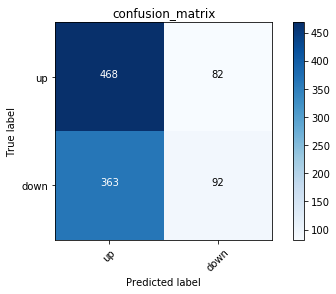 confusion_matrix
True label
up
468
82
down
363
92
up
down
Predicted label
450
400
350
300
250
200
150
100